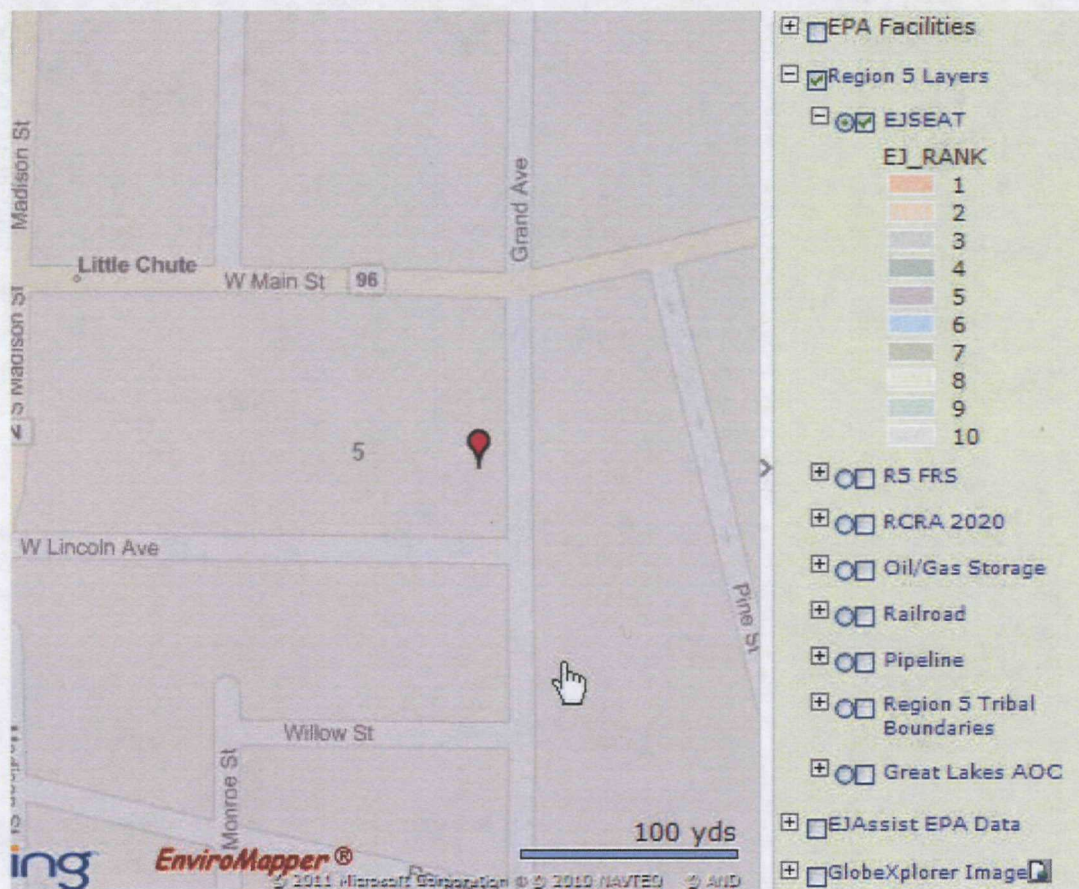 Madison St
Grand Ave
Little Chute
W Main St
96
S Madison St
5
W Lincoln Ave
Pine St
Willow St
Monroe St
100 yds
ing
EnviroMapper ®
© 2011 Microsoft Corporation © 2010 NAVTEQ © AND
EPA Facilities
Region 5 Layers
EJSEAT
EJ_RANK
1
2
3
4
5
6
7
8
9
10
R5 FRS
RCRA 2020
Oil/Gas Storage
Railroad
Pipeline
Region 5 Tribal
Boundaries
Great Lakes AOC
EJAssist EPA Data
GlobeXplorer Image